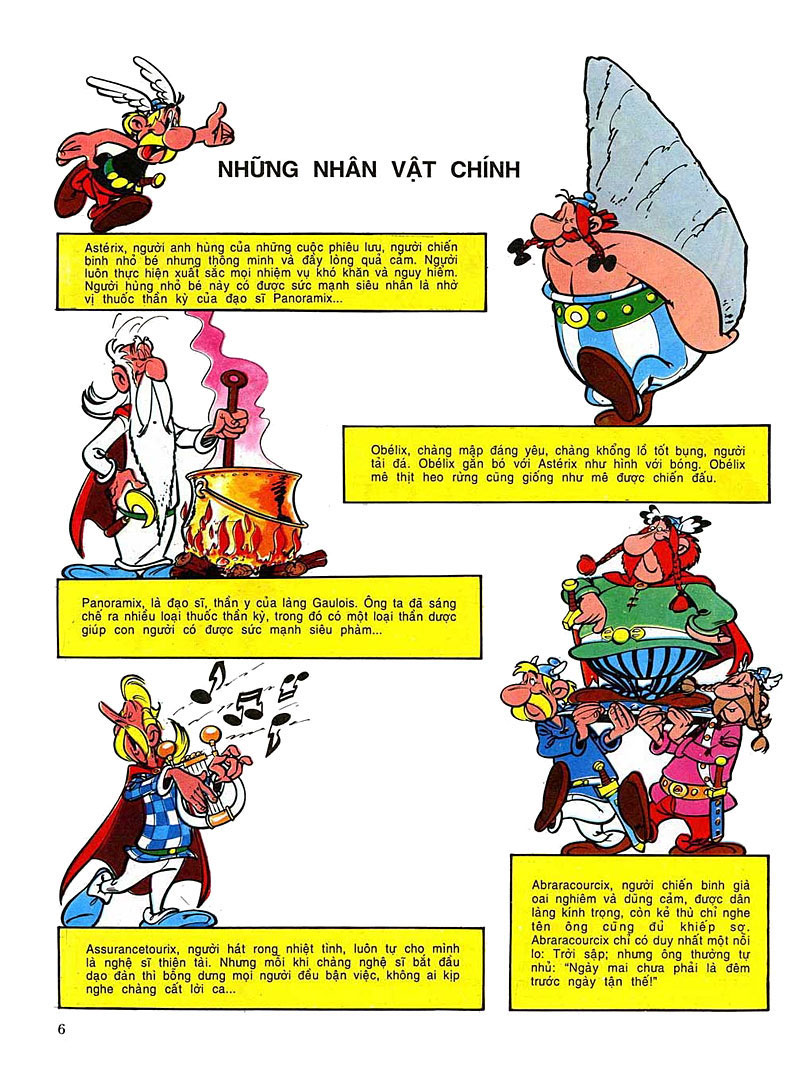 NHỮNG NHÂN VẬT CHÍNH
Astérix, người anh hùng của những cuộc phiêu lưu, người chiến
binh nhỏ bé nhưng thông minh và đầy lòng quả cảm. Người
luôn thực hiện xuất sắc mọi nhiệm vụ khó khăn và nguy hiểm.
Người hùng nhỏ bé này có được sức mạnh siêu nhân là nhờ
vị thuốc thần kỳ của đạo sĩ Panoramix...
Obélix, chàng mập đáng yêu, chàng khổng lồ tốt bụng, người
tải đá. Obélix gắn bó với Astérix như hình với bóng. Obélix
mê thịt heo rừng cũng giống như mê được chiến đấu.
Panoramix, là đạo sĩ, thần y của làng Gaulois. Ông ta đã sáng
chế ra nhiều loại thuốc thần kỳ, trong đó có một loại thần dược
giúp con người có được sức mạnh siêu phàm...
Assurancetourix, người hát rong nhiệt tình, luôn tự cho mình
là nghệ sĩ thiên tài. Nhưng mỗi khi chàng nghệ sĩ bắt đầu
dạo đàn thì bỗng dưng mọi người đều bận việc, không ai kịp
nghe chàng cất lời ca...
Abraracourcix, người chiến binh già
oai nghiêm và dũng cảm, được dân
làng kính trọng, còn kẻ thù chỉ nghe
tên ông cũng đủ khiếp sợ.
Abraracourcix chỉ có duy nhất một nỗi
lo: Trời sập; nhưng ông thường tự
nhủ: “Ngày mai chưa phải là đêm
trước ngày tận thế!”
6